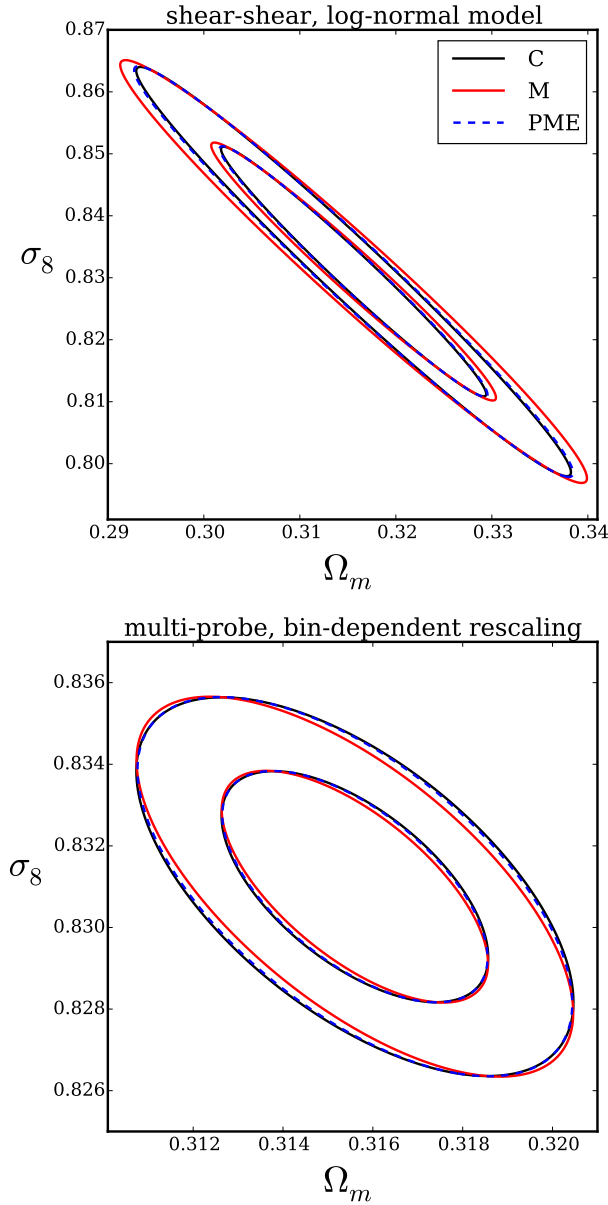 shear-shear, log-normal model
0.87
0.86
0.85
0.84
0.83
0.82
0.81
0.80
σ₈
C
M
PME
0.29 0.30 0.31 0.32 0.33 0.34
Ωₘ
multi-probe, bin-dependent rescaling
0.836
0.834
0.832
0.830
0.828
0.826
σ₈
0.312 0.314 0.316 0.318 0.320
Ωₘ